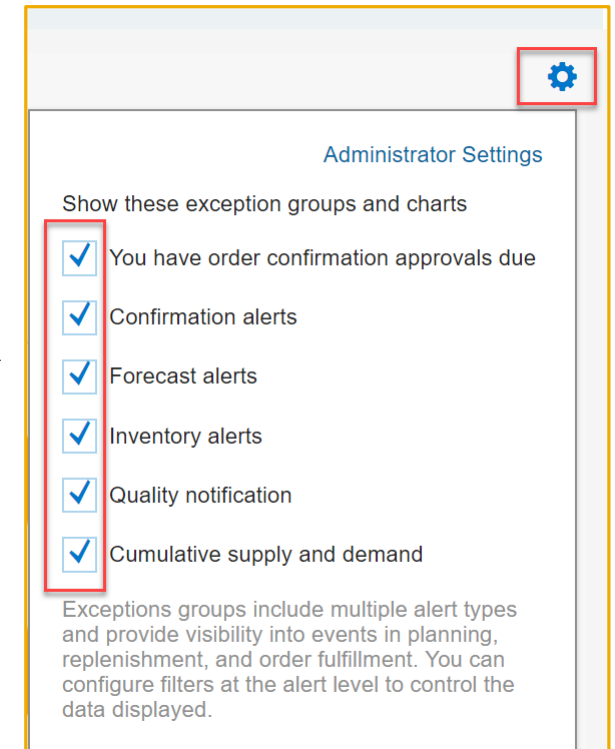 Administrator Settings
Show these exception groups and charts
You have order confirmation approvals due
Confirmation alerts
Forecast alerts
Inventory alerts
Quality notification
Cumulative supply and demand
Exceptions groups include multiple alert types
and provide visibility into events in planning,
replenishment, and order fulfillment. You can
configure filters at the alert level to control the
data displayed.